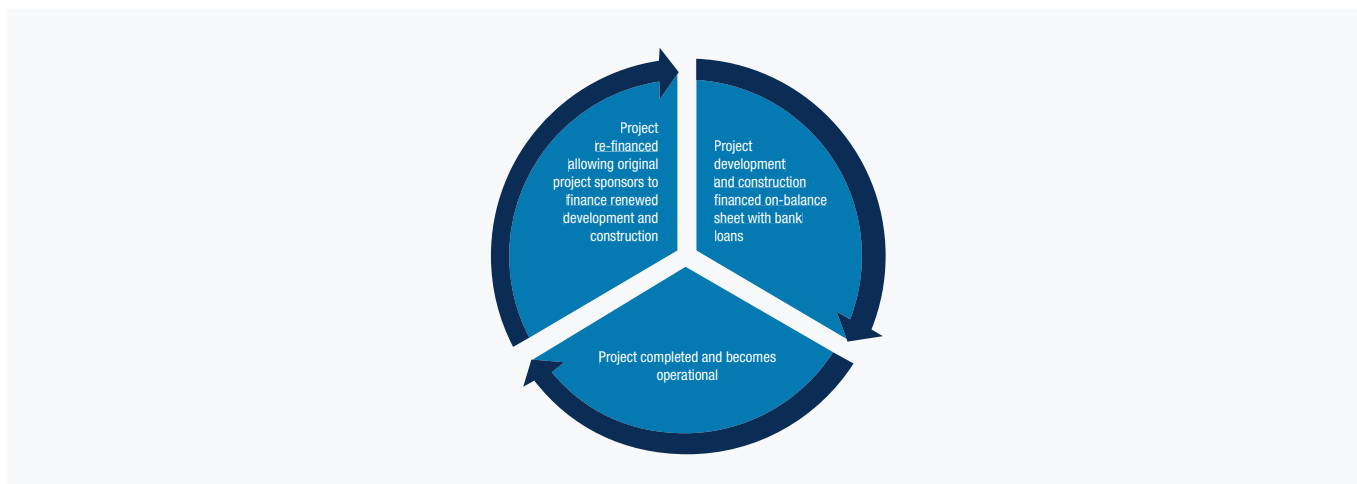 Project
re-financed
allowing original
project sponsors to
finance renewed
development and
construction
Project
development
and construction
financed on-balance
sheet with bank
loans
Project completed and becomes
operational